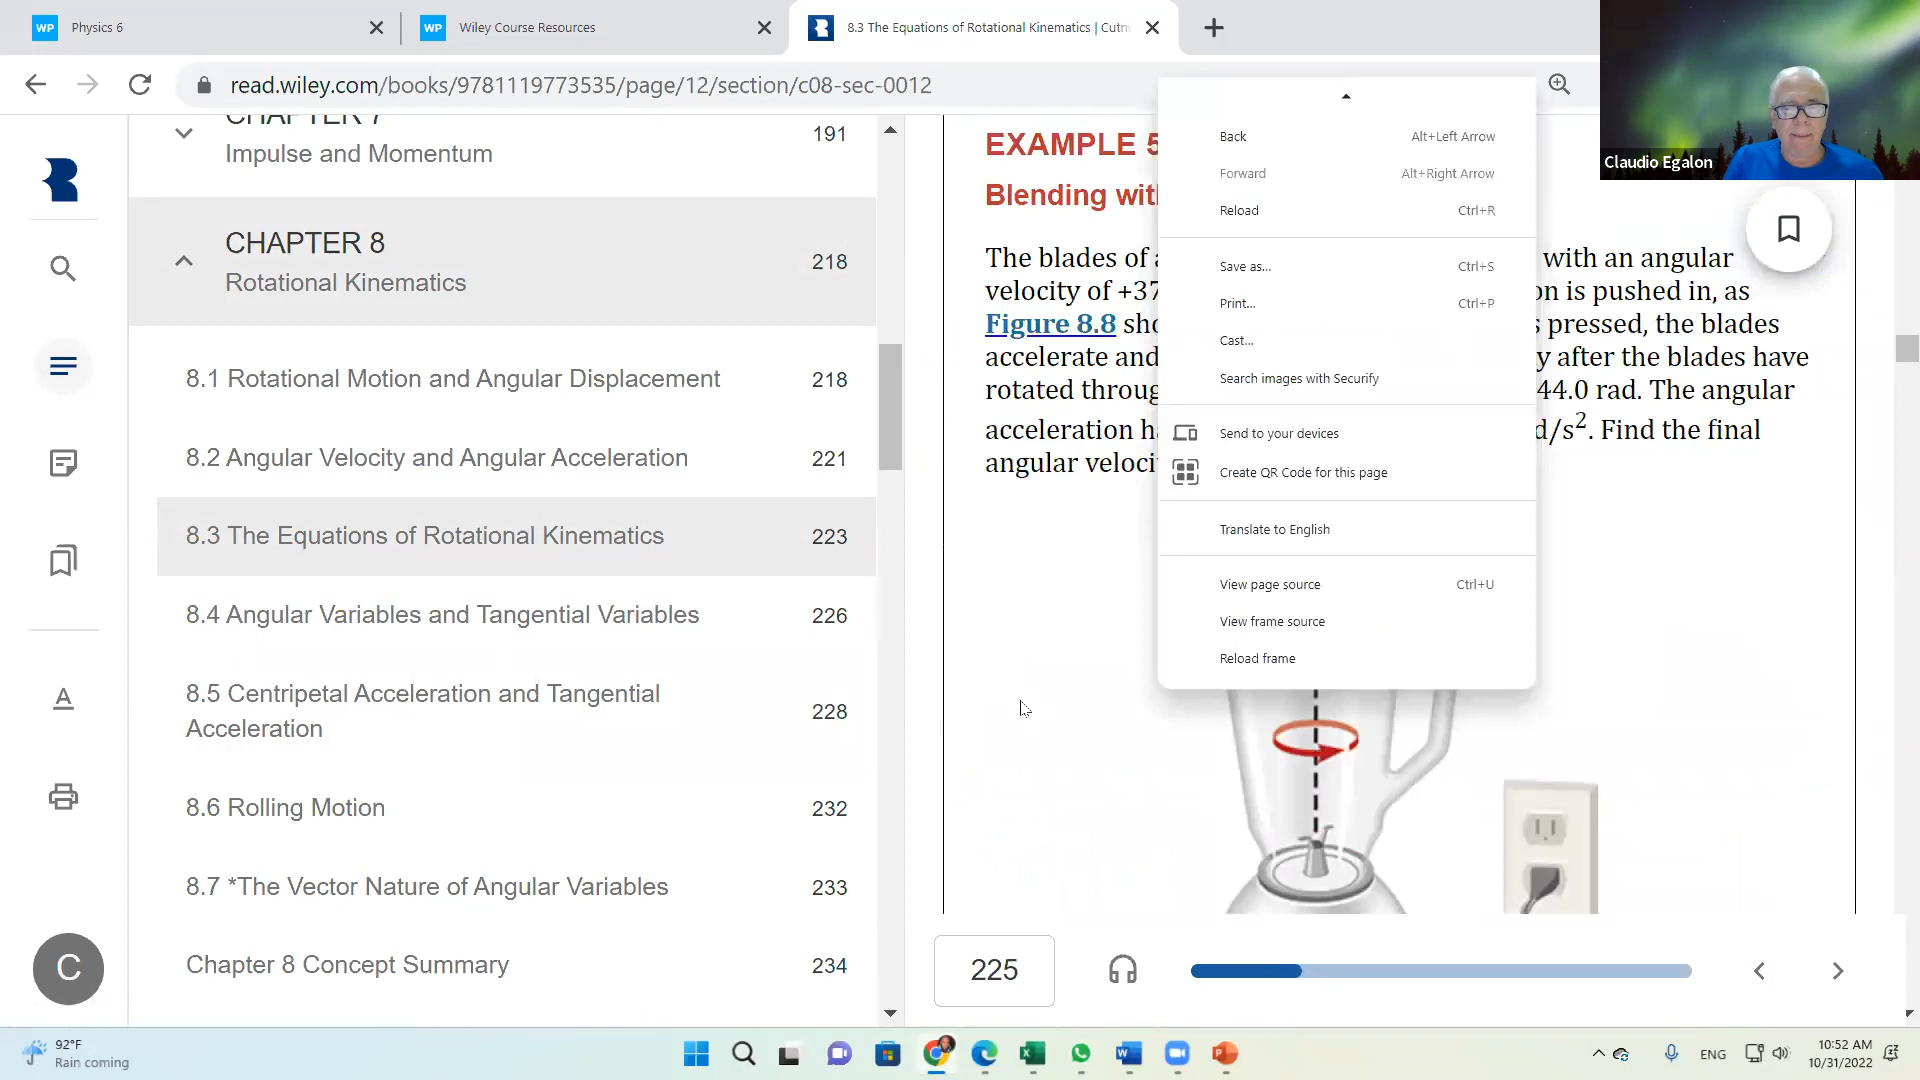 WP Physics 6
WP Wiley Course Resources
8.3 The Equations of Rotational Kinematics | Cutn
read.wiley.com/books/9781119773535/page/12/section/c08-sec-0012
Claudio Egalon
CHAPTER 7
Impulse and Momentum 191
CHAPTER 8
Rotational Kinematics 218
8.1 Rotational Motion and Angular Displacement 218
8.2 Angular Velocity and Angular Acceleration 221
8.3 The Equations of Rotational Kinematics 223
8.4 Angular Variables and Tangential Variables 226
8.5 Centripetal Acceleration and Tangential
Acceleration 228
8.6 Rolling Motion 232
8.7 *The Vector Nature of Angular Variables 233
Chapter 8 Concept Summary 234
C
EXAMPLE 5
Blending wit
The blades of with an angular
velocity of +37 is pushed in, as
Figure 8.8 pressed, the blades
accelerate and after the blades have
rotated 44.0 rad. The angular
acceleration d/s². Find the final
angular
Back Alt+Left Arrow
Forward Alt+Right Arrow
Reload Ctrl+R
Save as... Ctrl+S
Print... Ctrl+P
Cast...
Search images with Securify
Send to your devices
Create QR Code for this page
Translate to English
View page source Ctrl+U
View frame source
Reload frame
225
92°F
Rain coming
ENG
10:52 AM
10/31/2022